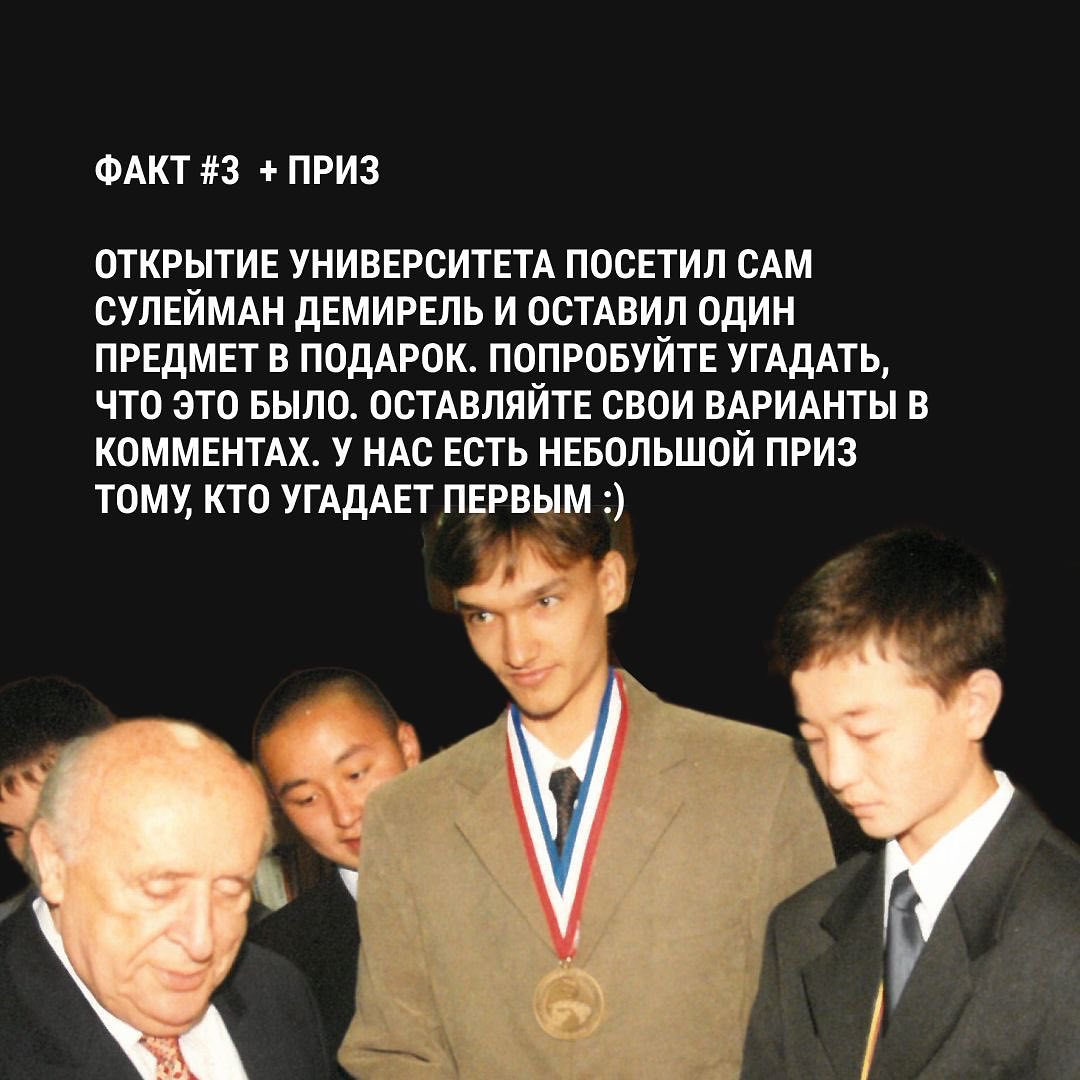 ФАКТ #3 + ПРИЗ
ОТКРЫТИЕ УНИВЕРСИТЕТА ПОСЕТИЛ САМ
СУЛЕЙМАН ДЕМИРЕЛЬ И ОСТАВИЛ ОДИН
ПРЕДМЕТ В ПОДАРОК. ПОПРОБУЙТЕ УГАДАТЬ,
ЧТО ЭТО БЫЛО. ОСТАВЛЯЙТЕ СВОИ ВАРИАНТЫ В
КОММЕНТАХ. У НАС ЕСТЬ НЕБОЛЬШОЙ ПРИЗ
ТОМУ, КТО УГАДАЕТ ПЕРВЫМ :)